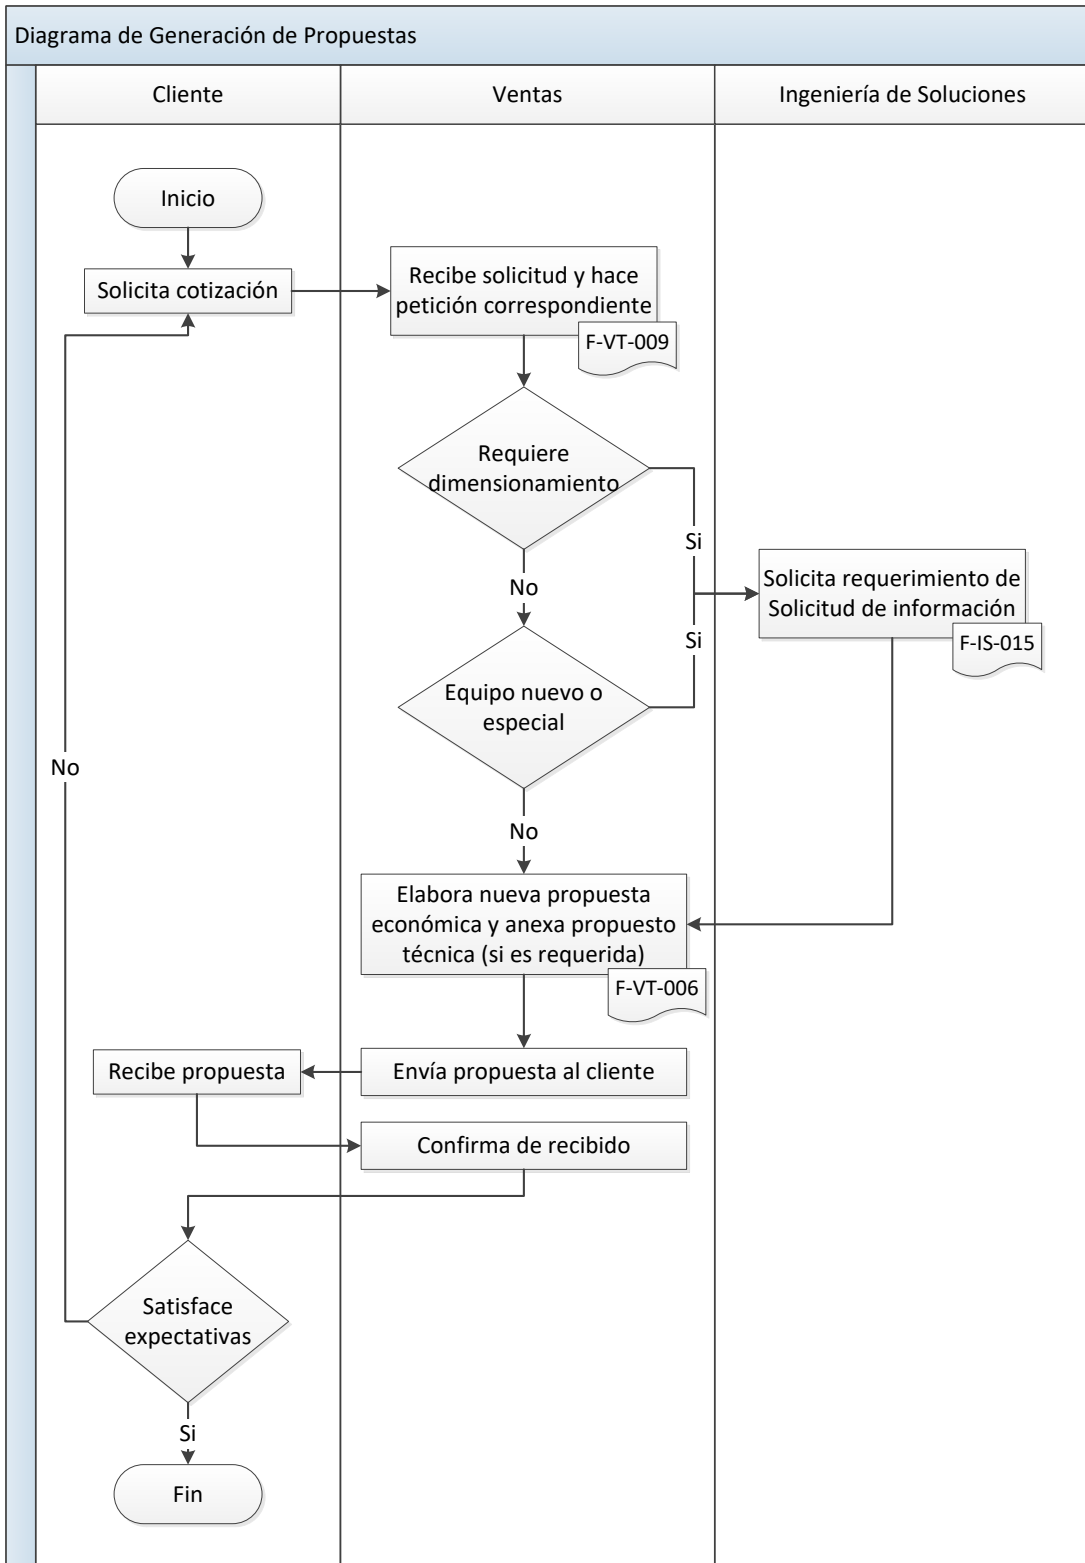 Diagrama de Generación de Propuestas
Cliente
Ventas
Ingeniería de Soluciones
Inicio
Solicita cotización
Recibe solicitud y hace
petición correspondiente
F-VT-009
Requiere
dimensionamiento
Si
No
Solicita requerimiento de
Solicitud de información
F-IS-015
Si
Equipo nuevo o
especial
No
No
Elabora nueva propuesta
económica y anexa propuesto
técnica (si es requerida)
F-VT-006
Recibe propuesta
Envía propuesta al cliente
Confirma de recibido
Satisface
expectativas
Si
Fin